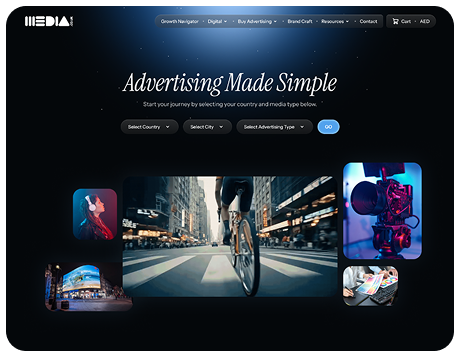 MEDIA
Growth Navigator · Digital · Buy Advertising · Brand Craft · Resources · Contact
Cart · AED
Advertising Made Simple
Start your journey by selecting your country and media type below.
Select Country
Select City
Select Advertising Type
GO